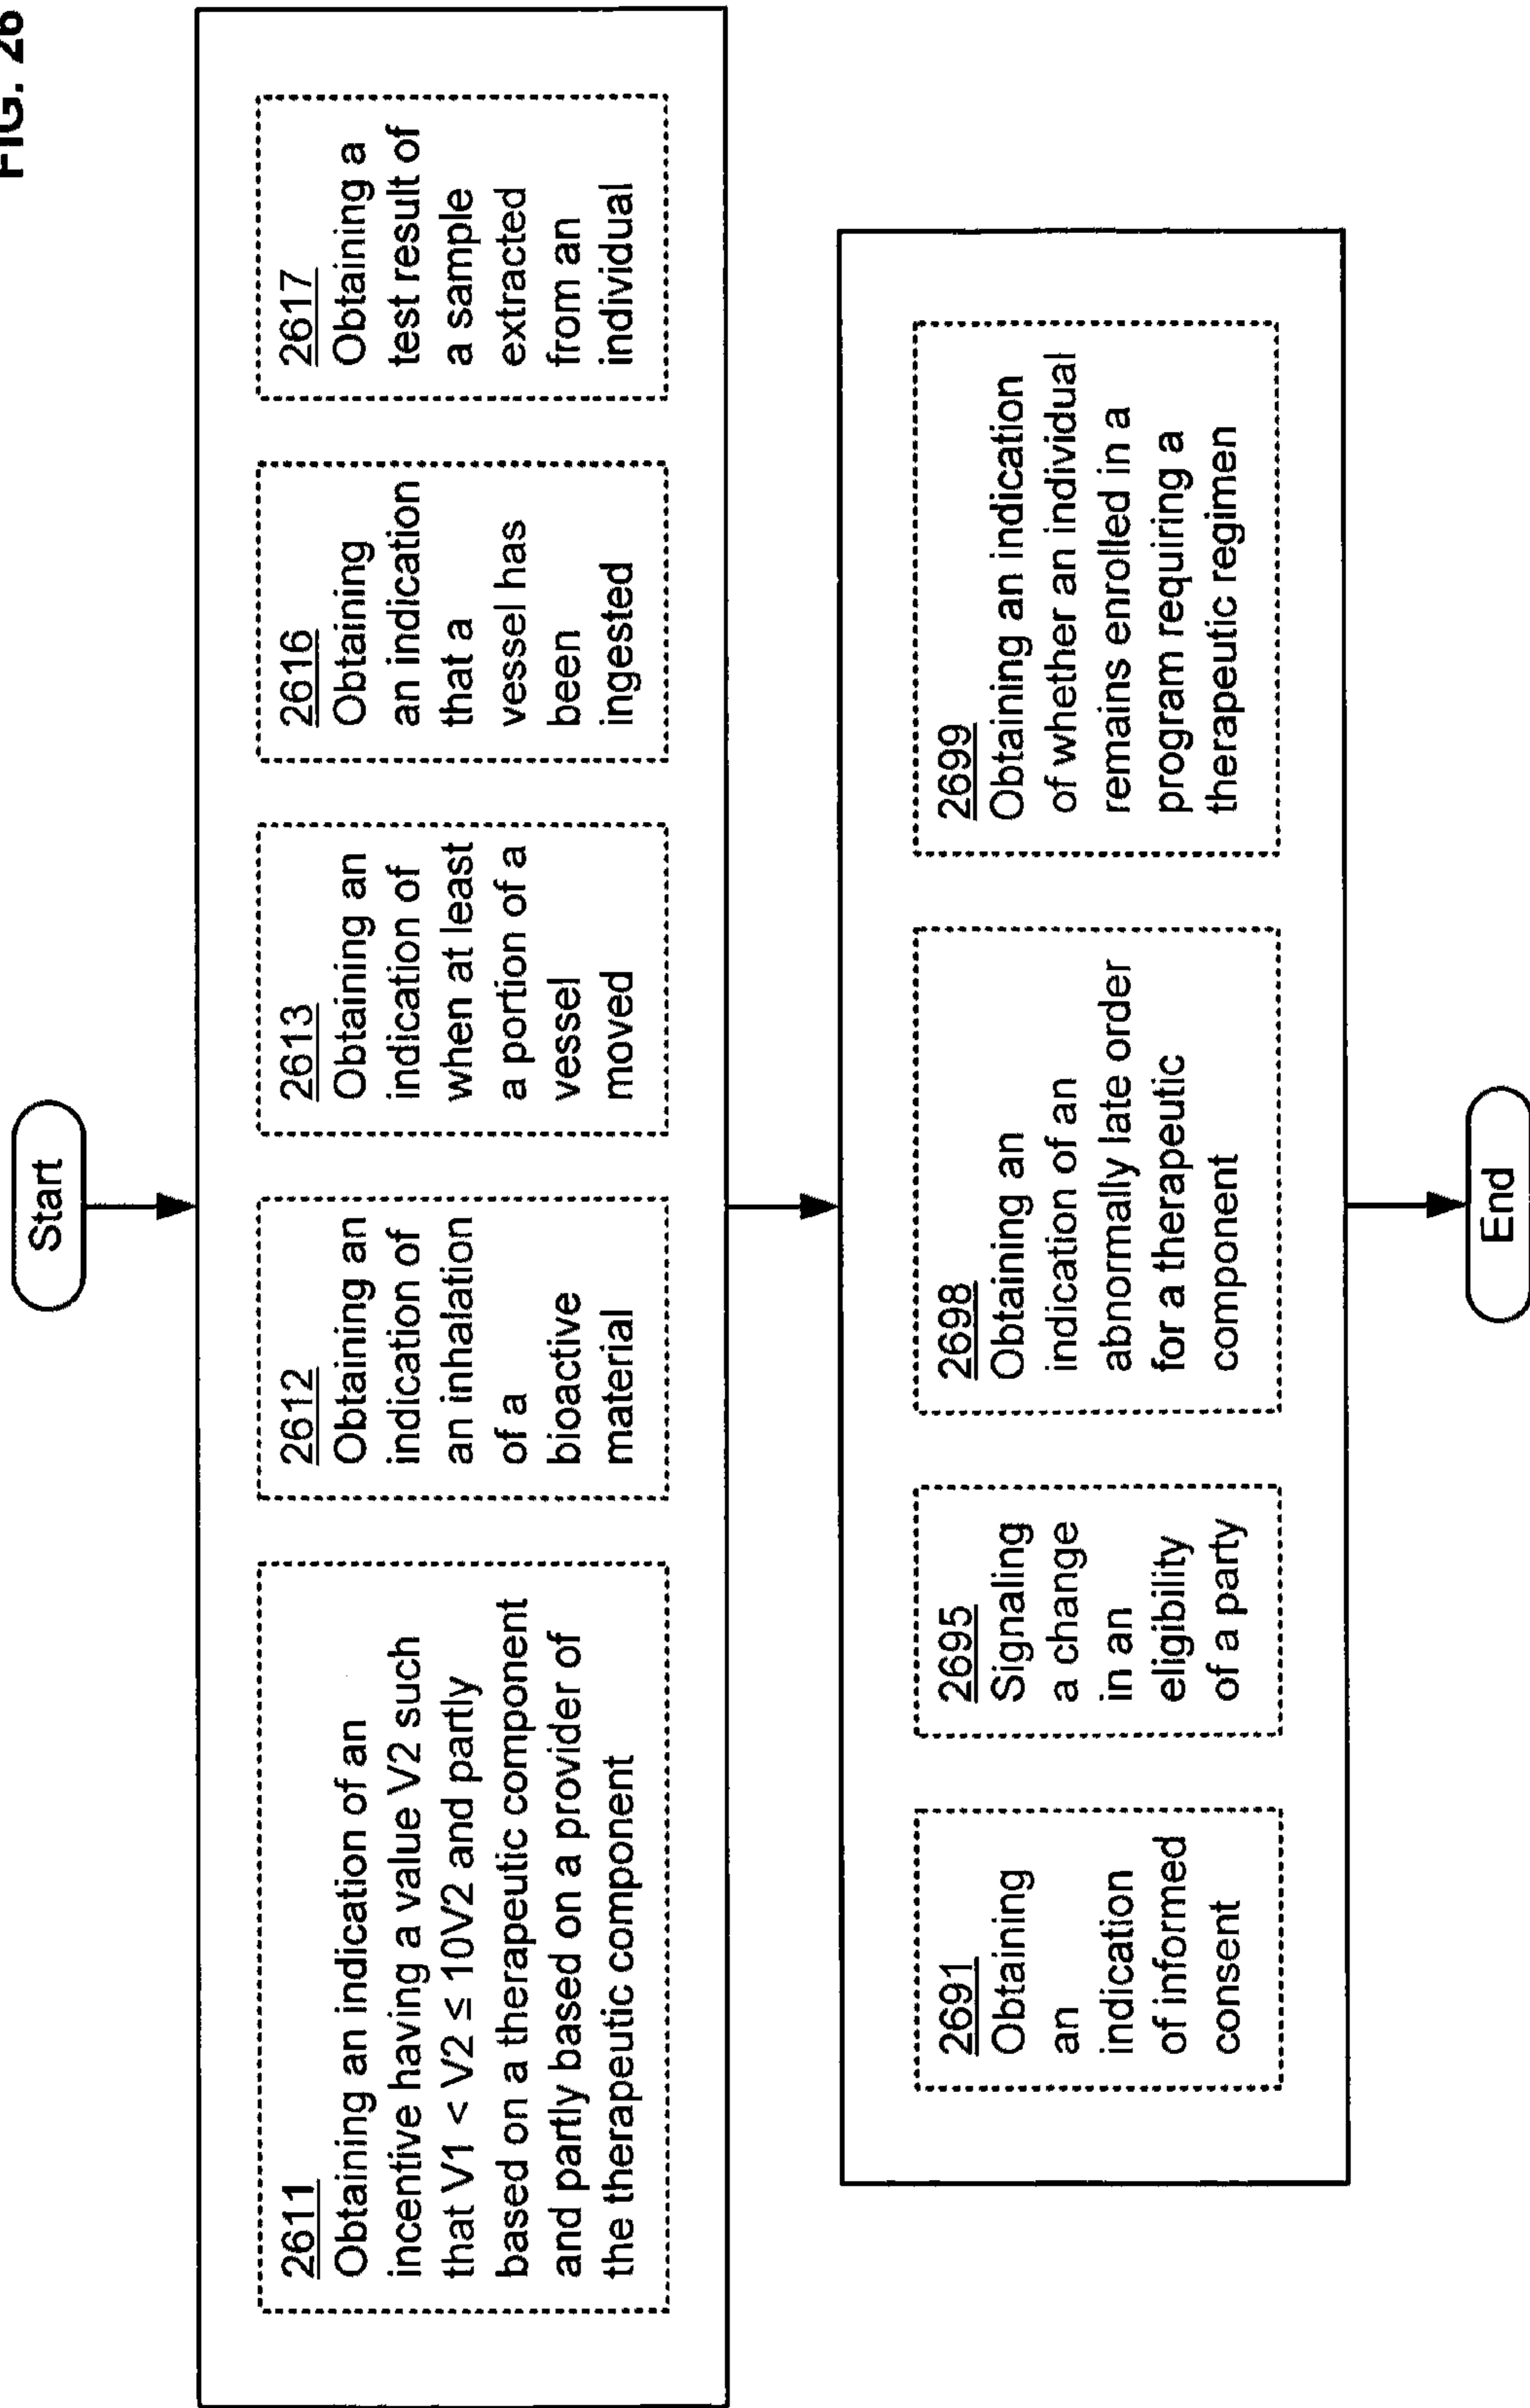 FIG. 26
Start
2611
Obtaining an indication of an
incentive having a value V2 such
that V1 < V2 ≤ 10V2 and partly
based on a therapeutic component
and partly based on a provider of
the therapeutic component
2612
Obtaining an
indication of
an inhalation
of a
bioactive
material
2613
Obtaining an
indication of
when at least
a portion of a
vessel
moved
2616
Obtaining
an indication
that a
vessel has
been
ingested
2617
Obtaining a
test result of
a sample
extracted
from an
individual
2691
Obtaining
an
indication
of informed
consent
2695
Signaling
a change
in an
eligibility
of a party
2698
Obtaining an
indication of an
abnormally late order
for a therapeutic
component
2699
Obtaining an indication
of whether an individual
remains enrolled in a
program requiring a
therapeutic regimen
End